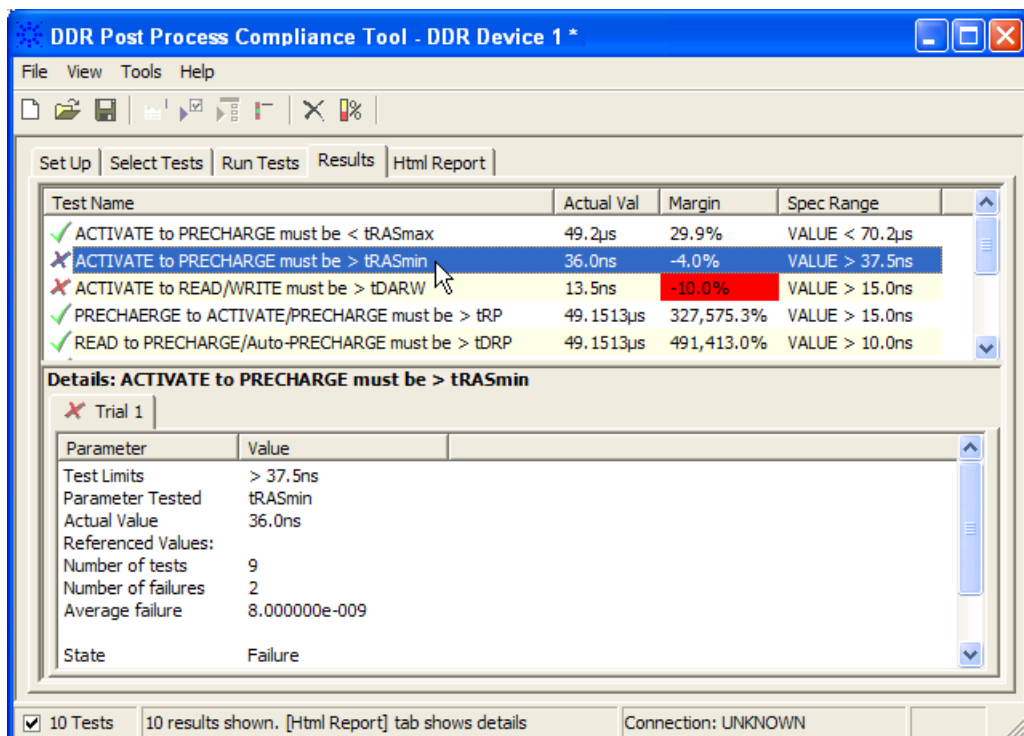 DDR Post Process Compliance Tool - DDR Device 1 *
File View Tools Help
Set Up Select Tests Run Tests Results Html Report
Test Name Actual Val Margin Spec Range
ACTIVATE to PRECHARGE must be < tRASmax 49.2µs 29.9% VALUE < 70.2µs
ACTIVATE to PRECHARGE must be > tRASmin 36.0ns -4.0% VALUE > 37.5ns
ACTIVATE to READ/WRITE must be > tDARW 13.5ns -10.0% VALUE > 15.0ns
PRECHAERGE to ACTIVATE/PRECHARGE must be > tRP 49.1513µs 327,575.3% VALUE > 15.0ns
READ to PRECHARGE/Auto-PRECHARGE must be > tDRP 49.1513µs 491,413.0% VALUE > 10.0ns
Details: ACTIVATE to PRECHARGE must be > tRASmin
Trial 1
Parameter Value
Test Limits > 37.5ns
Parameter Tested tRASmin
Actual Value 36.0ns
Referenced Values:
Number of tests 9
Number of failures 2
Average failure 8.000000e-009
State Failure
10 Tests 10 results shown. [Html Report] tab shows details Connection: UNKNOWN